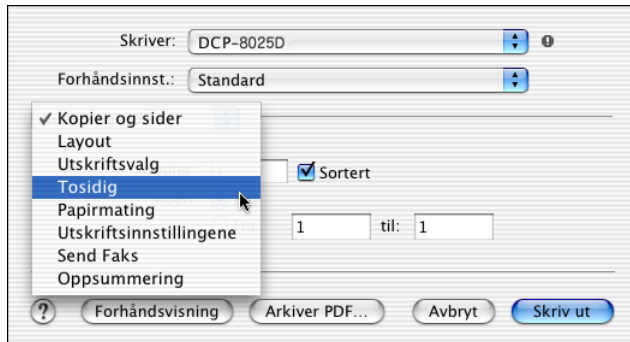 Skriver: DCP-8025D
Forhåndsinnst.: Standard
✓ Kopier og sider
Layout
Utskriftsvalg
Sortert
Tosidig
Papirmating
1 til: 1
Utskriftsinnstillingene
Send Faks
Oppsummering
? Forhåndsvisning Arkiver PDF... Avbryt Skriv ut